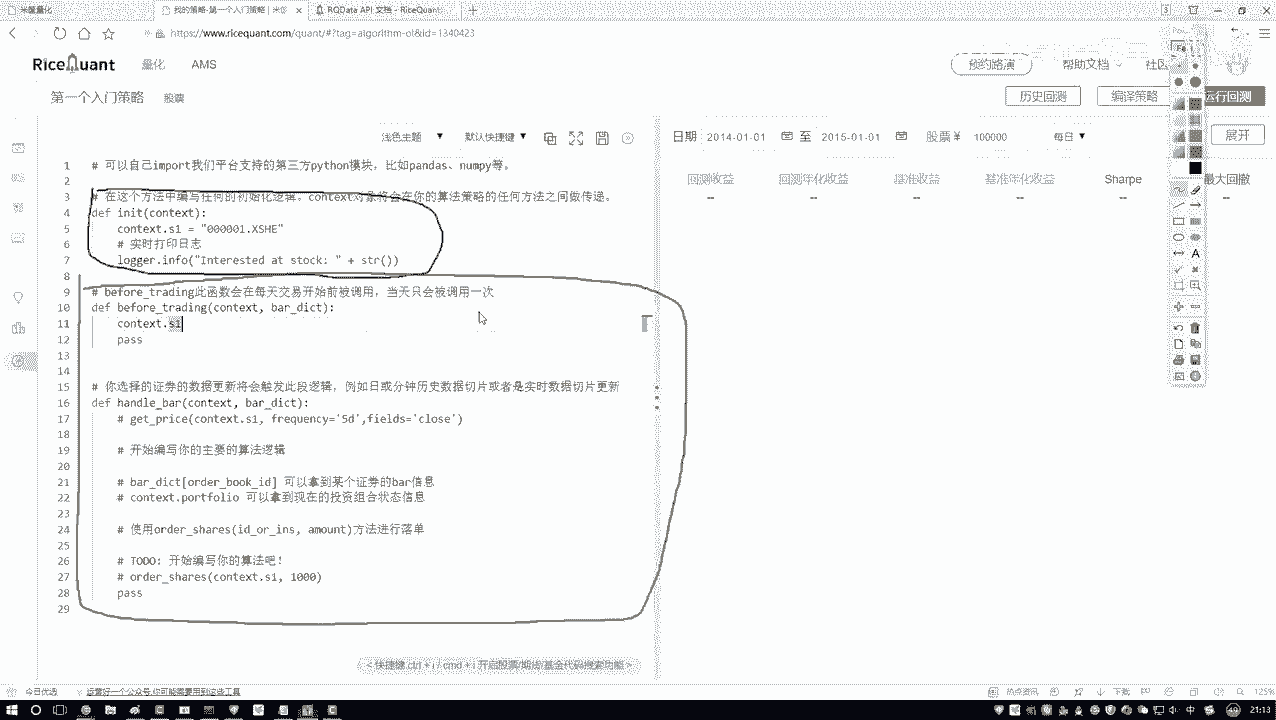 米筐量化
我的策略-第一个入门策略 | 米筐
RQData API 文档 - RiceQuant
https://www.ricequant.com/quant/#?tag=algorithm-ol&id=1340423
RiceQuant 量化 AMS 预约路演 帮助文档 社区
第一个入门策略 股票 历史回测 编译策略 运行回测
浅色主题 默认快捷键 日期 2014-01-01 至 2015-01-01 股票 ¥ 100000 每日 展开
回测收益 回测年化收益 基准收益 基准年化收益 Sharpe 最大回撤
-- -- -- -- -- --
1 # 可以自己import我们平台支持的第三方python模块，比如pandas、numpy等。
2
3 # 在这个方法中编写任何的初始化逻辑。context对象将会在你的算法策略的任何方法之间做传递。
4 def init(context):
5 context.s1 = "000001.XSHE"
6 # 实时打印日志
7 logger.info("Interested at stock: " + str())
8
9 # before_trading此函数会在每天交易开始前被调用，当天只会被调用一次
10 def before_trading(context, bar_dict):
11 context.s1
12 pass
13
14
15 # 你选择的证券的数据更新将会触发此段逻辑，例如日或分钟历史数据切片或者是实时数据切片更新
16 def handle_bar(context, bar_dict):
17 # get_price(context.s1, frequency='5d',fields='close')
18
19 # 开始编写你的主要的算法逻辑
20
21 # bar_dict[order_book_id] 可以拿到某个证券的bar信息
22 # context.portfolio 可以拿到现在的投资组合状态信息
23
24 # 使用order_shares(id_or_ins, amount)方法进行落单
25
26 # TODO: 开始编写你的算法吧！
27 # order_shares(context.s1, 1000)
28 pass
29
< 快捷键 ctrl + i / cmd + i 开启股票/期货/基金代码搜索功能 >
今日优选 运营好一个公众号,你可能需要用到这些工具 热点资讯 下载 125%
中 21:13